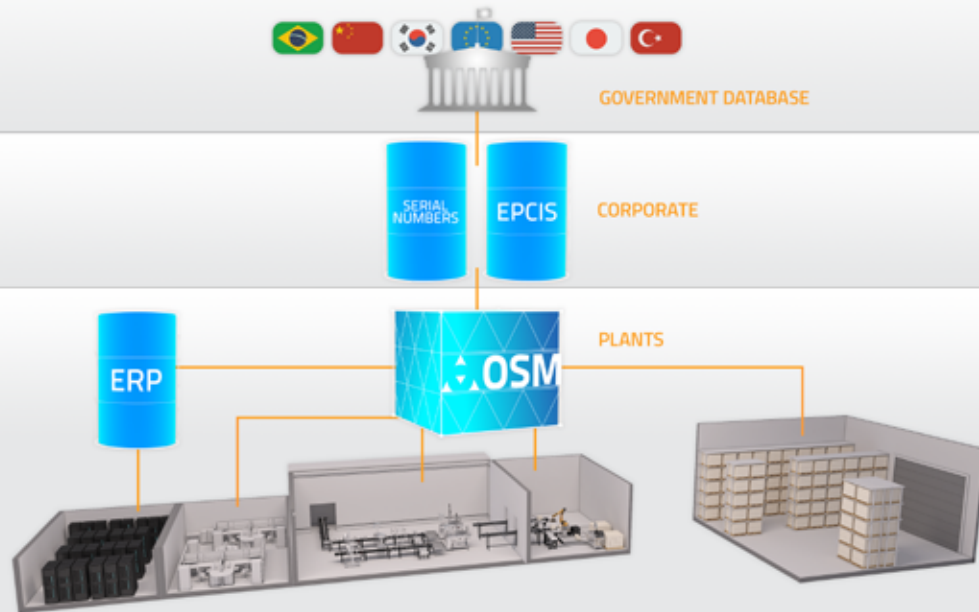 GOVERNMENT DATABASE
SERIAL
NUMBERS
EPCIS
CORPORATE
PLANTS
ERP
OSM